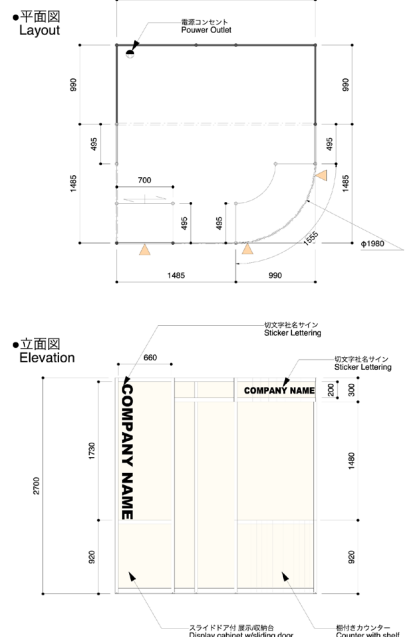 ●平面図
Layout
電源コンセント
Pouwer Outlet
990
990
495
495
1485
1485
700
495
495
1555
φ1980
1485
990
●立面図
Elevation
切文字社名サイン
Sticker Lettering
660
切文字社名サイン
Sticker Lettering
COMPANY NAME
COMPANY NAME
200
300
1730
1480
2700
920
920
スライドドア付 展示/収納台
Display cabinet w/sliding door
棚付きカウンター
Counter with shelf